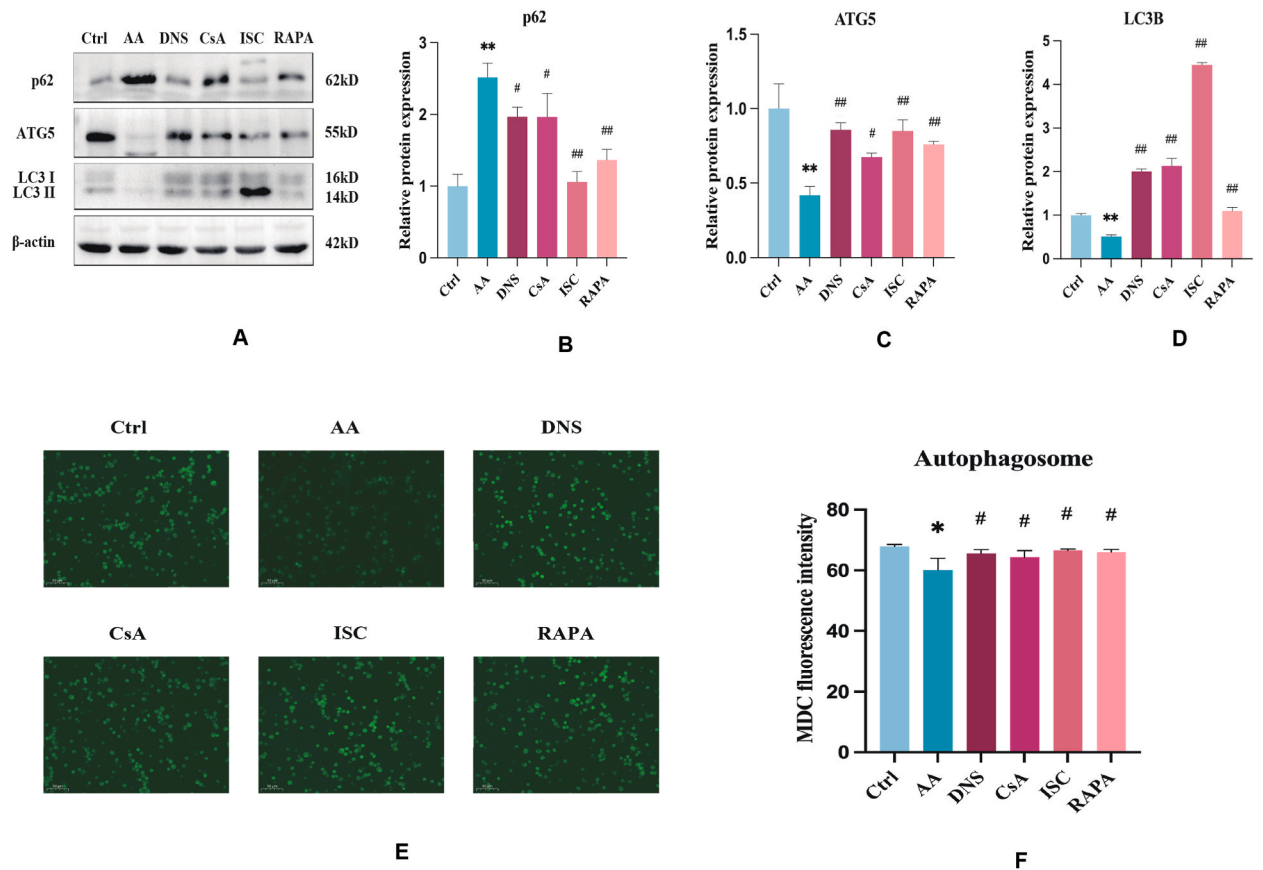 Ctrl AA DNS CsA ISC RAPA
p62 62kD
ATG5 55kD
LC3 I 16kD
LC3 II 14kD
β-actin 42kD
A
p62
Relative protein expression
3
2
1
0
**
#
#
##
##
Ctrl AA DNS CsA ISC RAPA
B
ATG5
Relative protein expression
1.5
1.0
0.5
0.0
**
##
#
##
##
Ctrl AA DNS CsA ISC RAPA
C
LC3B
Relative protein expression
5
4
3
2
1
0
**
##
##
##
##
Ctrl AA DNS CsA ISC RAPA
D
Ctrl AA DNS
CsA ISC RAPA
E
Autophagosome
MDC fluorescence intensity
80
60
40
20
0
*
#
#
#
#
Ctrl AA DNS CsA ISC RAPA
F